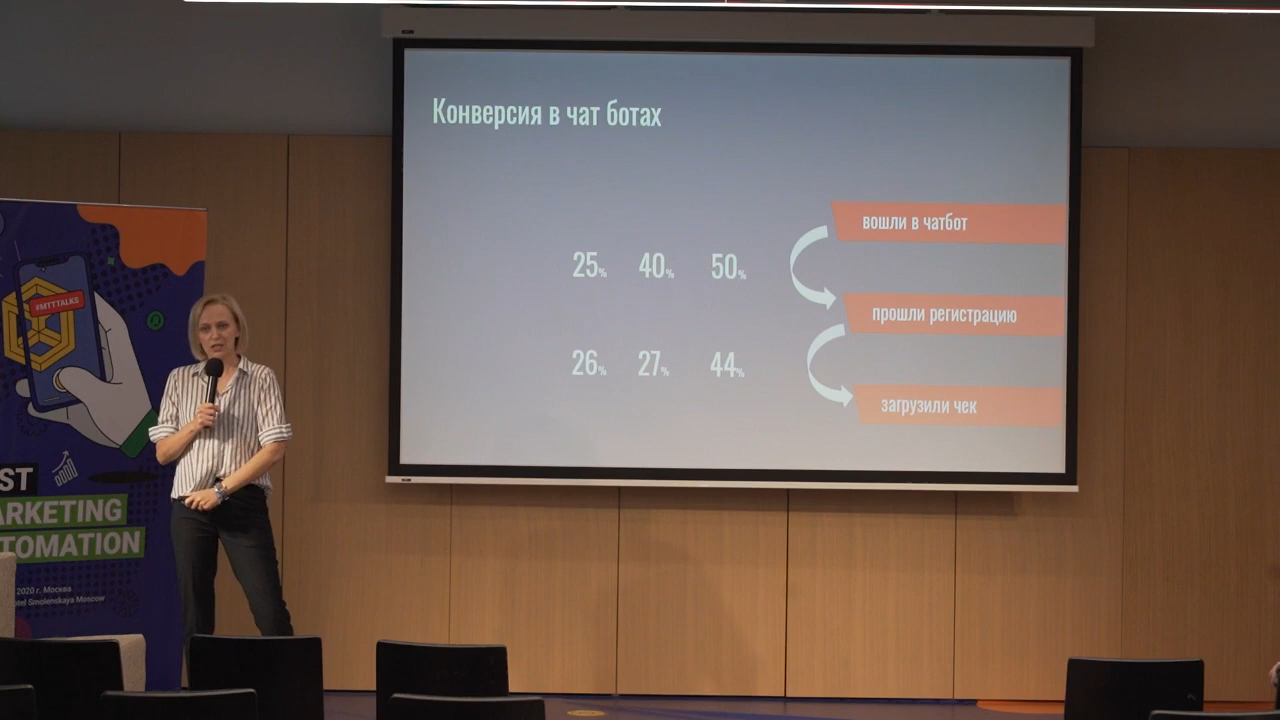 Конверсия в чат ботах
вошли в чатбот
25% 40% 50%
прошли регистрацию
26% 27% 44%
загрузили чек
#MTTTALKS
ST
ARKETING
TOMATION
2020 г. Москва
otel Smolenskaya Moscow